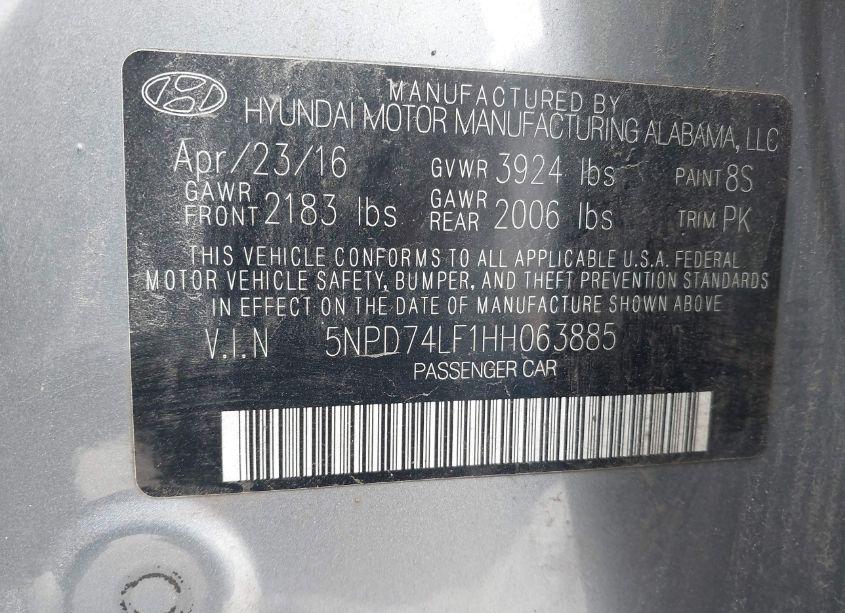 MANUFACTURED BY
HYUNDAI MOTOR MANUFACTURING ALABAMA, LLC
Apr/23/16 GVWR 3924 lbs PAINT 8S
GAWR FRONT 2183 lbs GAWR REAR 2006 lbs TRIM PK
THIS VEHICLE CONFORMS TO ALL APPLICABLE U.S.A. FEDERAL
MOTOR VEHICLE SAFETY, BUMPER, AND THEFT PREVENTION STANDARDS
IN EFFECT ON THE DATE OF MANUFACTURE SHOWN ABOVE
V.I.N 5NPD74LF1HH063885
PASSENGER CAR